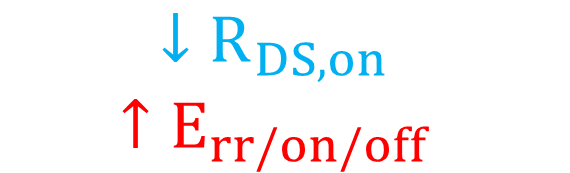 ↓ R_DS,on
↑ E_rr/on/off